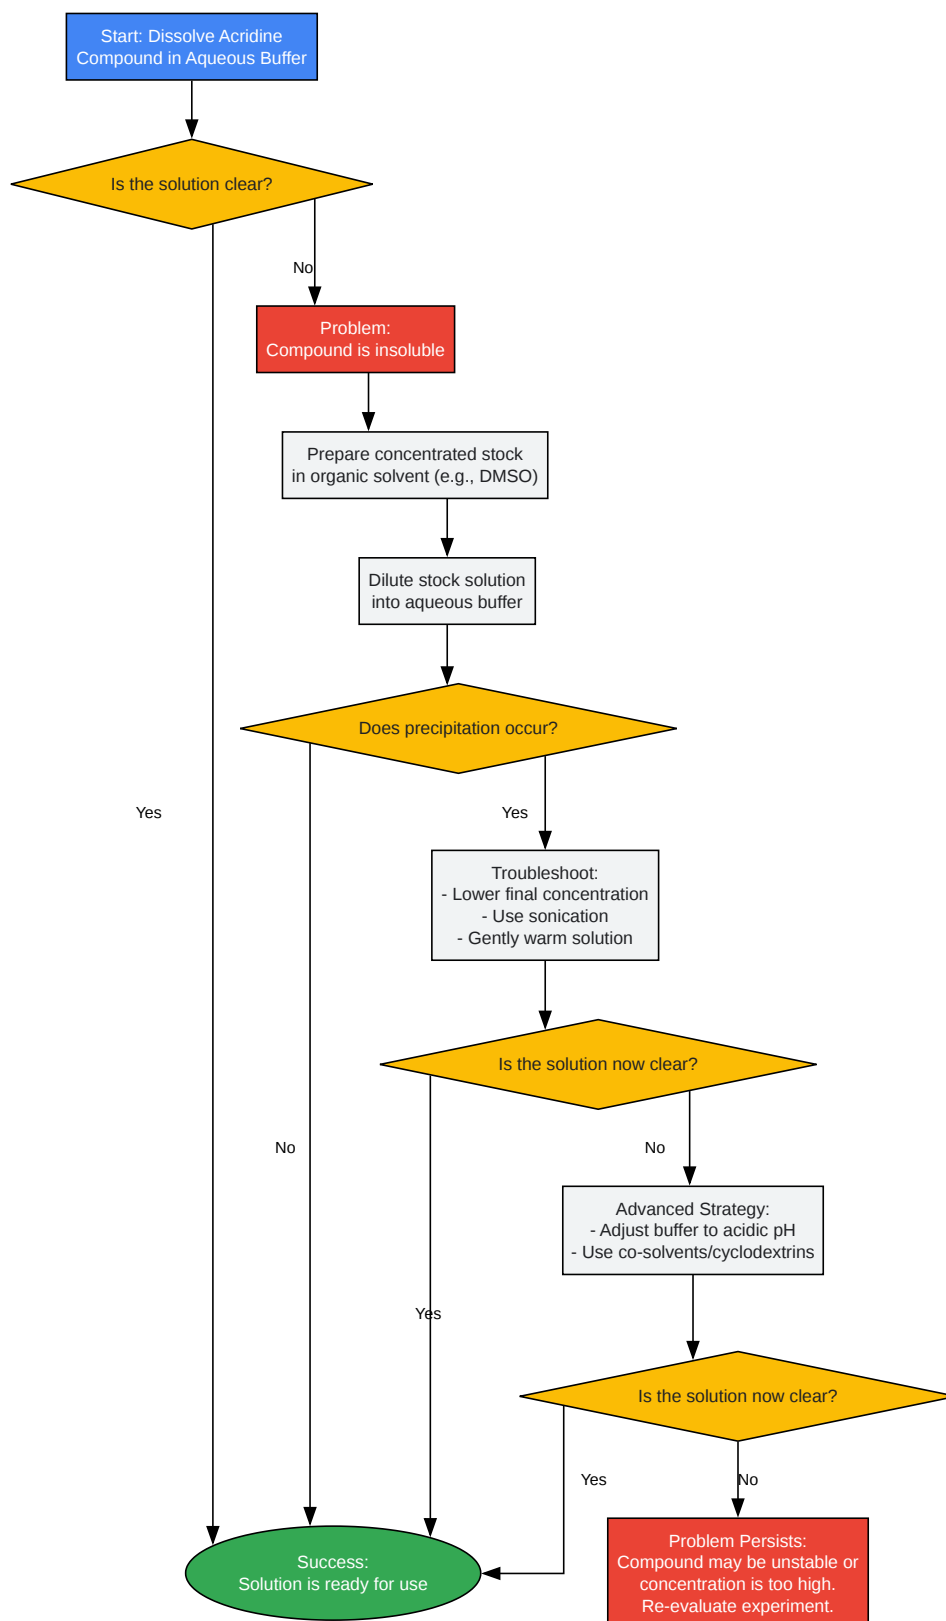 Start: Dissolve Acridine
Compound in Aqueous Buffer
Is the solution clear?
No
Problem:
Compound is insoluble
Prepare concentrated stock
in organic solvent (e.g., DMSO)
Dilute stock solution
into aqueous buffer
Does precipitation occur?
Yes
Yes
Troubleshoot:
- Lower final concentration
- Use sonication
- Gently warm solution
Is the solution now clear?
No
No
Advanced Strategy:
- Adjust buffer to acidic pH
- Use co-solvents/cyclodextrins
Yes
Is the solution now clear?
Yes
No
Success:
Solution is ready for use
Problem Persists:
Compound may be unstable or
concentration is too high.
Re-evaluate experiment.